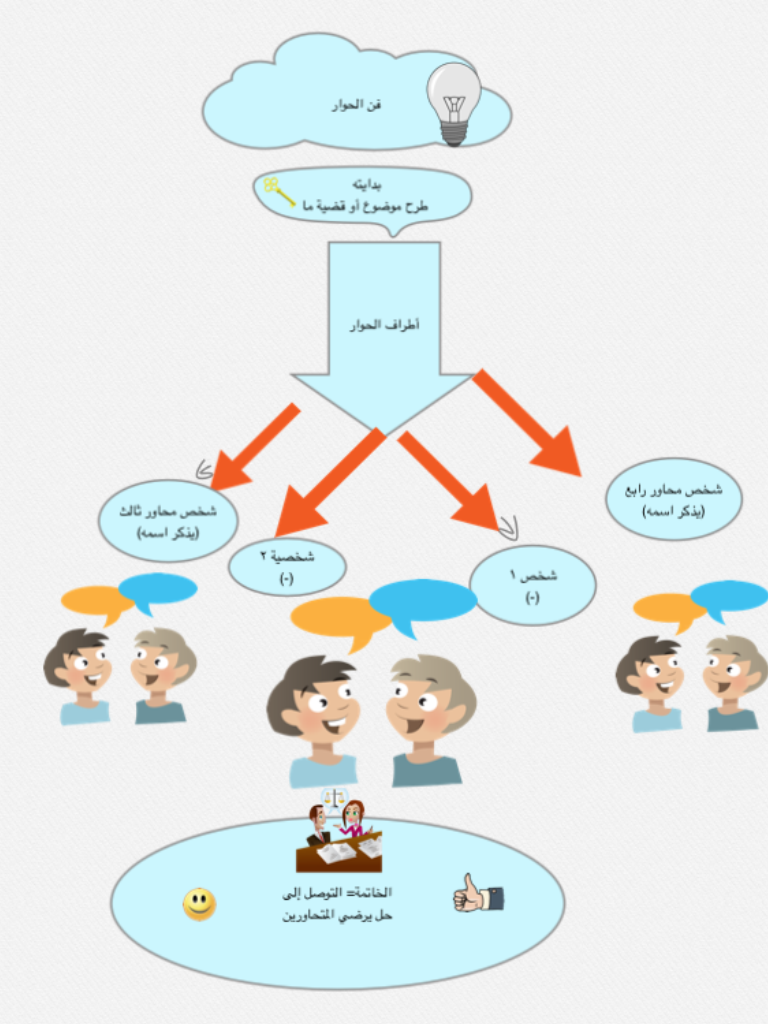 فن الحوار
بدايته
طرح موضوع أو قضية ما
أطراف الحوار
شخص محاور رابع
(يذكر اسمه)
شخص محاور ثالث
(يذكر اسمه)
شخص ١
(-)
شخصية ٢
(-)
الخاتمة= التوصل إلى
حل يرضي المتحاورين